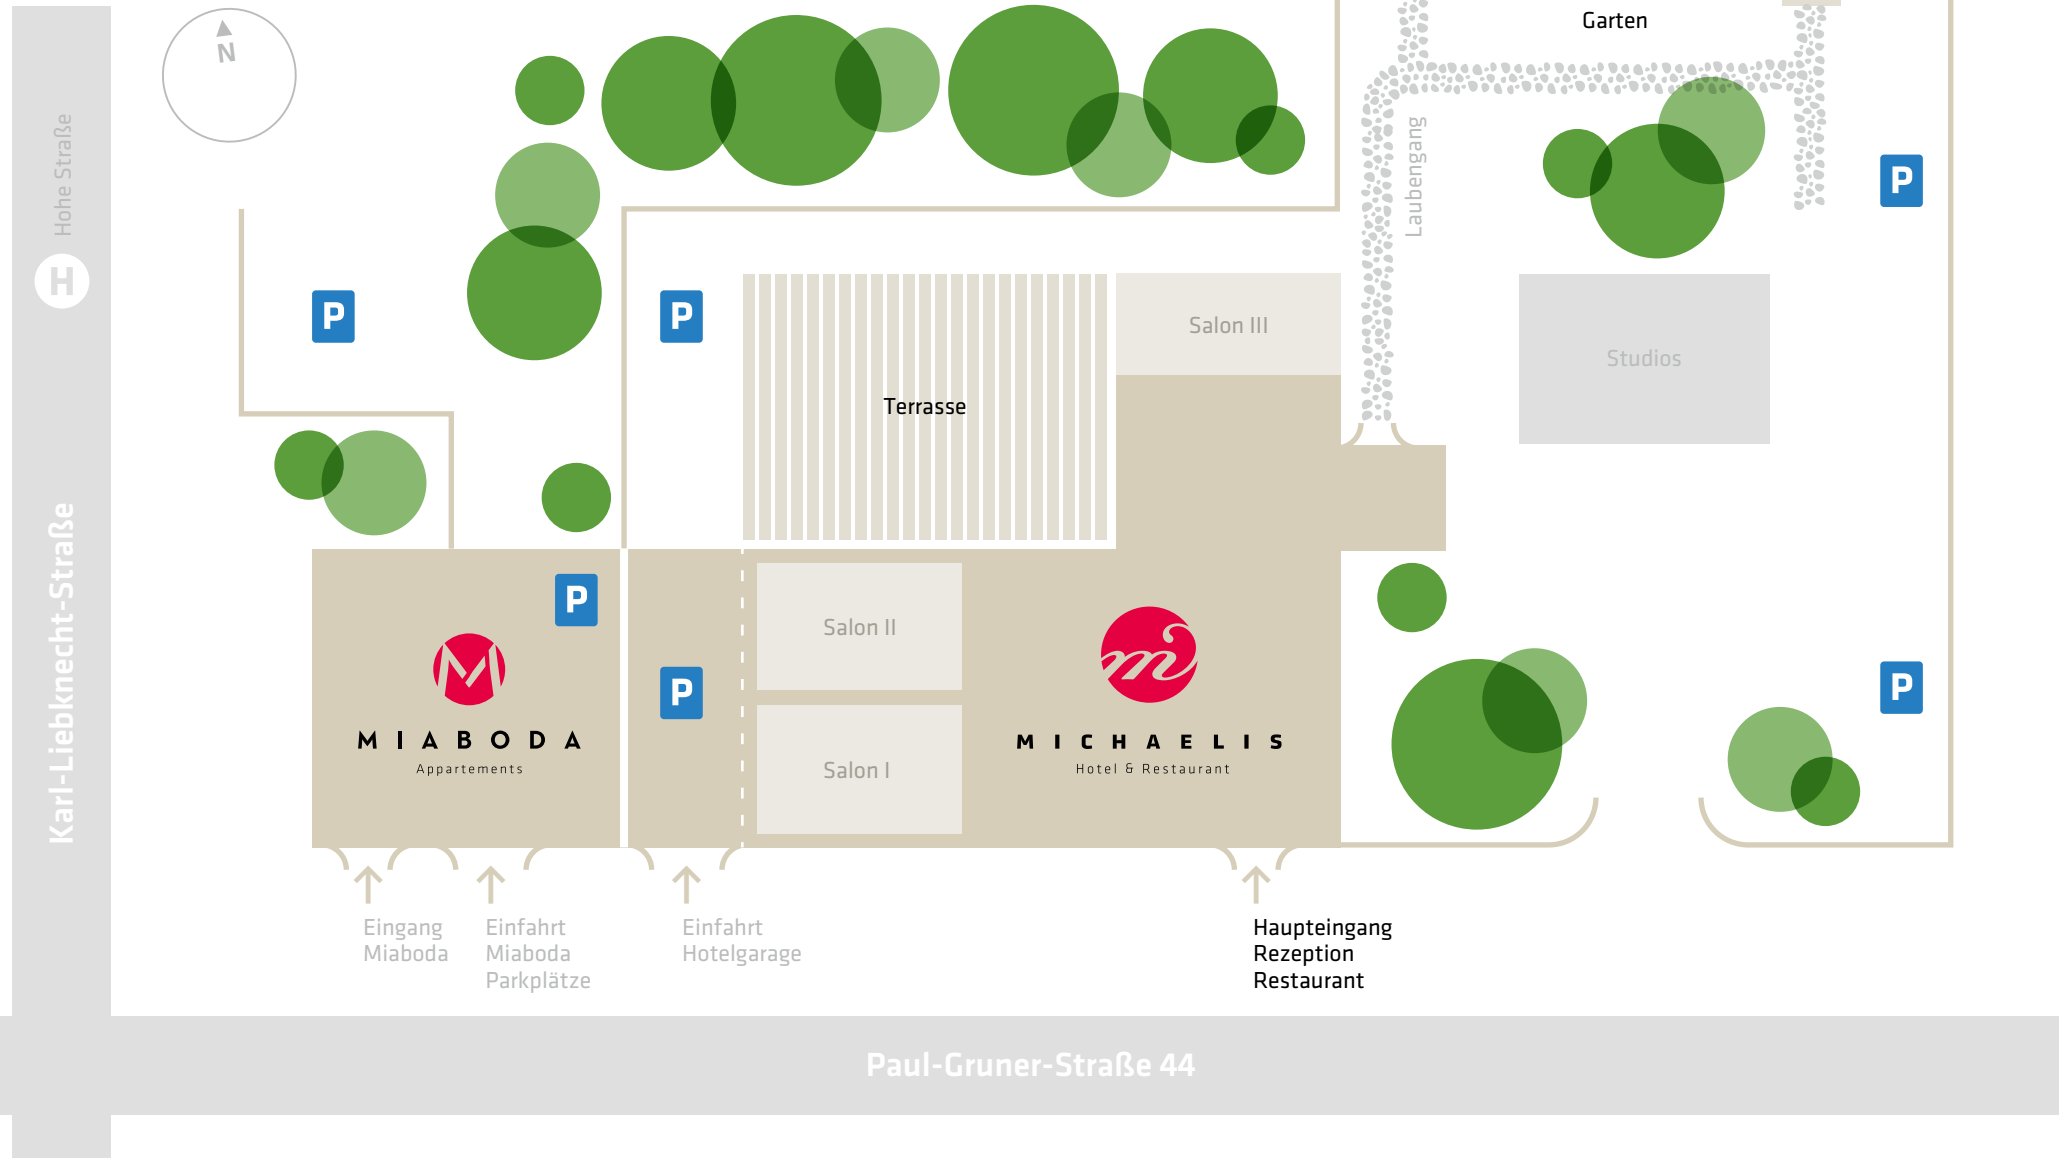 Garten
N
Hohe Straße
H
Laubengang
P
P
P
Salon III
Studios
Terrasse
P
Salon II
P
P
Karl-Liebknecht-Straße
MIABODA
Appartements
MICHAELIS
Hotel & Restaurant
Salon I
Eingang
Miaboda
Einfahrt
Miaboda
Parkplätze
Einfahrt
Hotelgarage
Haupteingang
Rezeption
Restaurant
Paul-Gruner-Straße 44